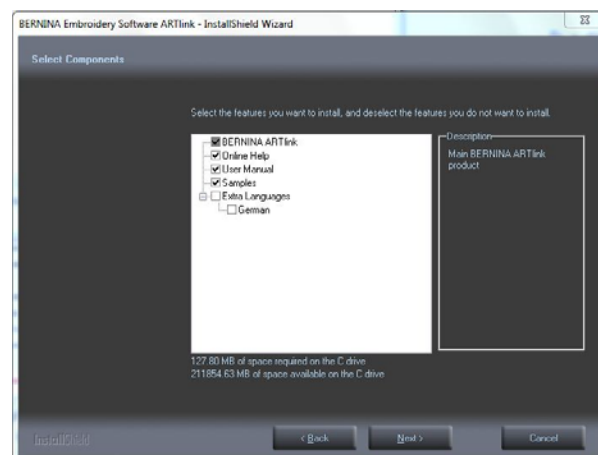 BERNINA Embroidery Software ARTlink - InstallShield Wizard
Select Components
Select the features you want to install, and deselect the features you do not want to install.
BERNINA ARTlink
Online Help
User Manual
Samples
Extra Languages
German
Description
Main BERNINA ARTlink
product
127.80 MB of space required on the C drive
211854.63 MB of space available on the C drive
InstallShield
< Back
Next >
Cancel